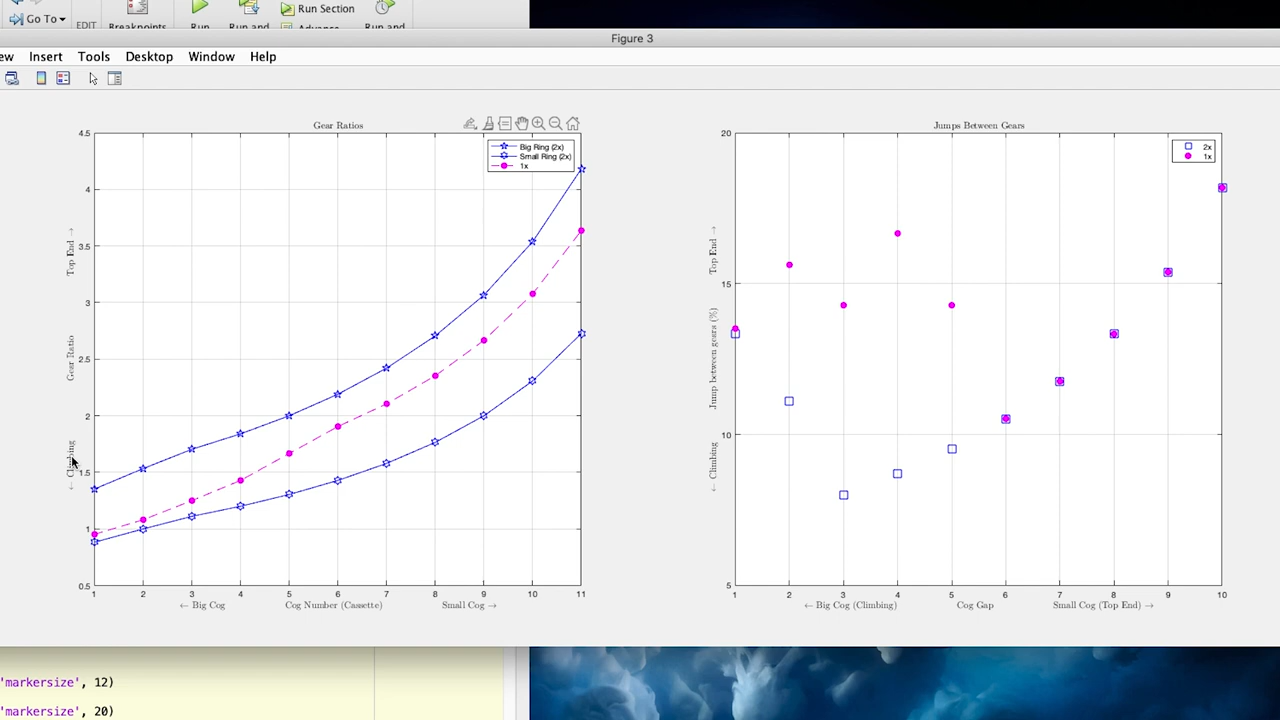 Go To
EDIT
Breakpoints
Run
Run and
Run Section
Advance
Run and
Figure 3
ew Insert Tools Desktop Window Help
Gear Ratios
4.5
4
3.5
3
2.5
2
1.5
1
0.5
← Climbing Gear Ratio Top End →
Big Ring (2x)
Small Ring (2x)
1x
1 2 3 4 5 6 7 8 9 10 11
← Big Cog Cog Number (Cassette) Small Cog →
Jumps Between Gears
20
15
10
5
← Climbing Jump between gears (%) Top End →
2x
1x
1 2 3 4 5 6 7 8 9 10
← Big Cog (Climbing) Cog Gap Small Cog (Top End) →
'markersize', 12)
'markersize', 20)